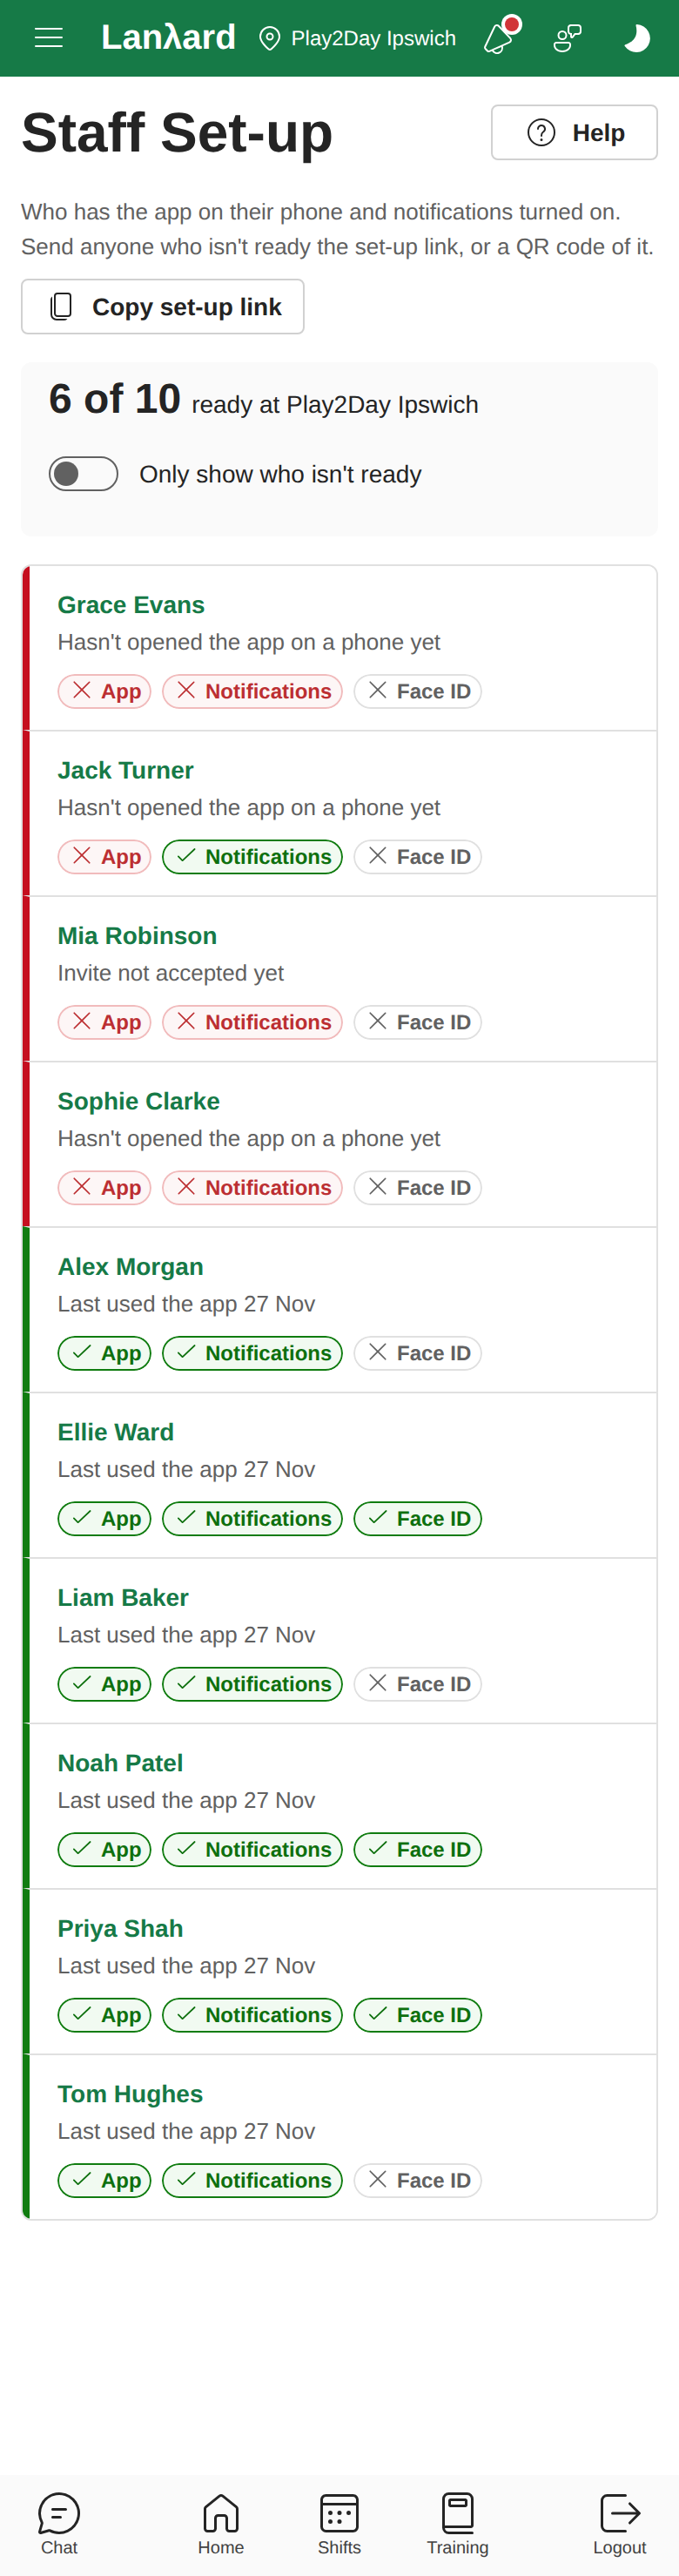 Lanλard Play2Day Ipswich
Staff Set-up
Help
Who has the app on their phone and notifications turned on.
Send anyone who isn't ready the set-up link, or a QR code of it.
Copy set-up link
6 of 10 ready at Play2Day Ipswich
Only show who isn't ready
Grace Evans
Hasn't opened the app on a phone yet
App Notifications Face ID
Jack Turner
Hasn't opened the app on a phone yet
App Notifications Face ID
Mia Robinson
Invite not accepted yet
App Notifications Face ID
Sophie Clarke
Hasn't opened the app on a phone yet
App Notifications Face ID
Alex Morgan
Last used the app 27 Nov
App Notifications Face ID
Ellie Ward
Last used the app 27 Nov
App Notifications Face ID
Liam Baker
Last used the app 27 Nov
App Notifications Face ID
Noah Patel
Last used the app 27 Nov
App Notifications Face ID
Priya Shah
Last used the app 27 Nov
App Notifications Face ID
Tom Hughes
Last used the app 27 Nov
App Notifications Face ID
Chat Home Shifts Training Logout